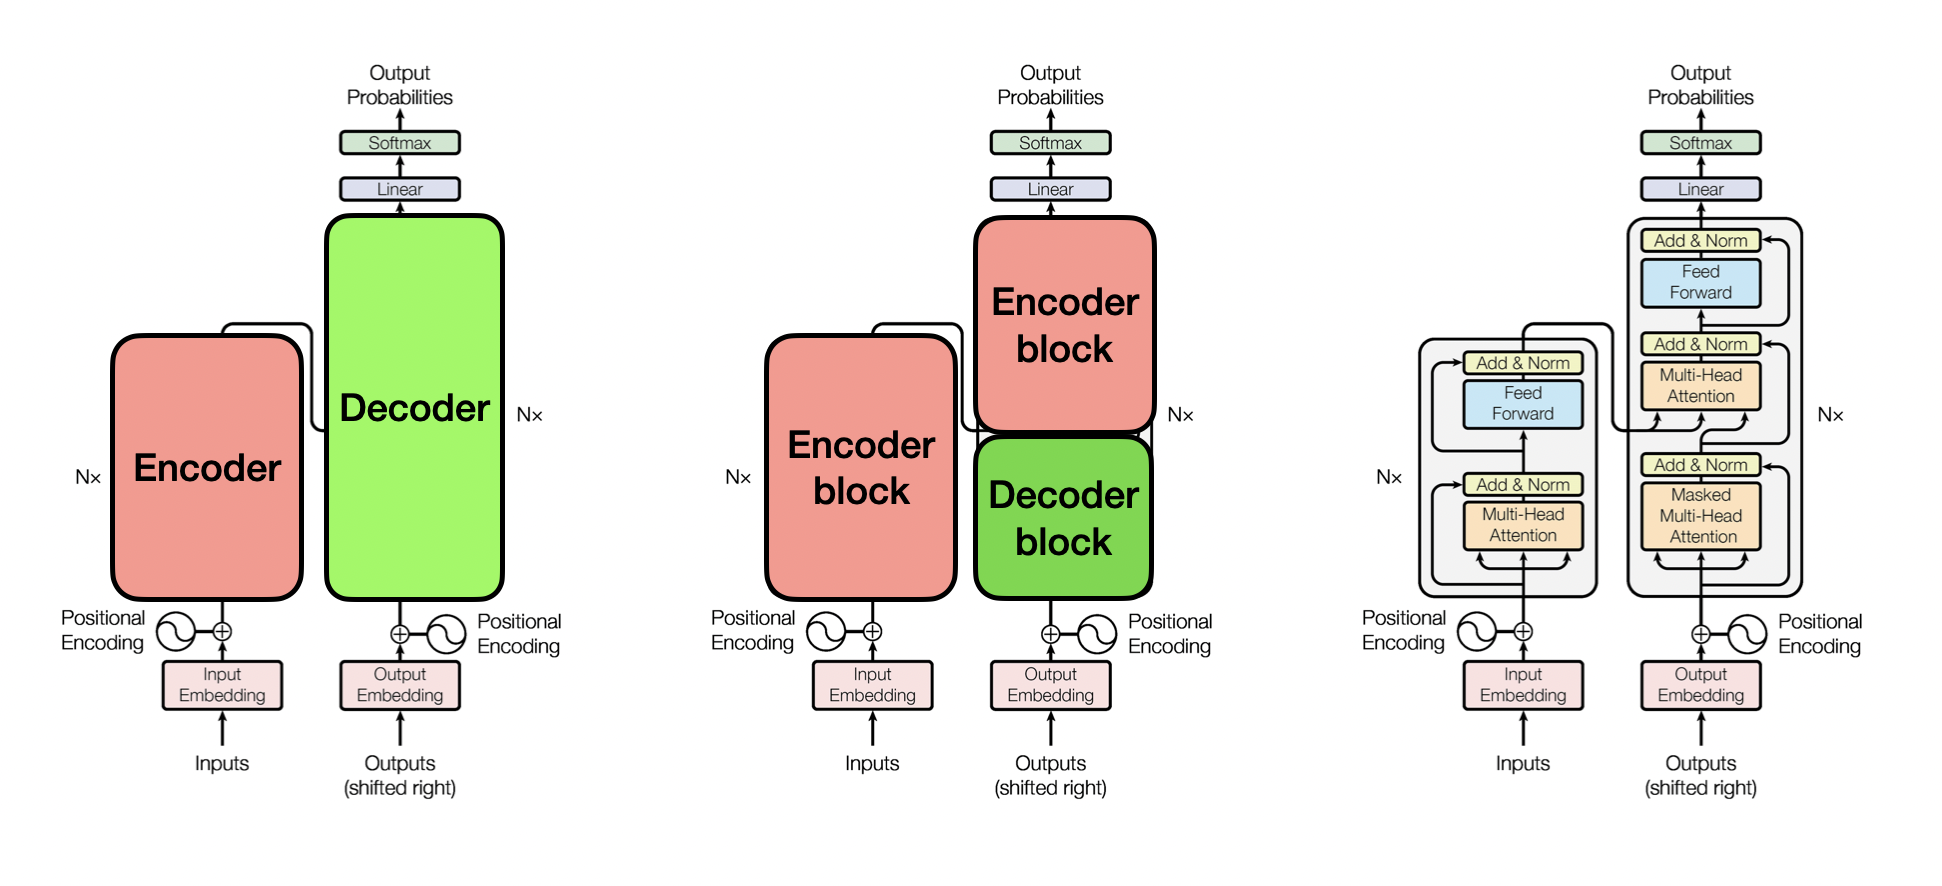 Output
Probabilities
Softmax
Linear
Decoder
Nx
Encoder
Nx
Positional
Encoding
Positional
Encoding
Input
Embedding
Output
Embedding
Inputs
Outputs
(shifted right)
Output
Probabilities
Softmax
Linear
Encoder
block
Nx
Encoder
block
Nx
Decoder
block
Positional
Encoding
Positional
Encoding
Input
Embedding
Output
Embedding
Inputs
Outputs
(shifted right)
Output
Probabilities
Softmax
Linear
Add & Norm
Feed
Forward
Add & Norm
Multi-Head
Attention
Nx
Add & Norm
Masked
Multi-Head
Attention
Add & Norm
Feed
Forward
Nx
Add & Norm
Multi-Head
Attention
Positional
Encoding
Positional
Encoding
Input
Embedding
Output
Embedding
Inputs
Outputs
(shifted right)